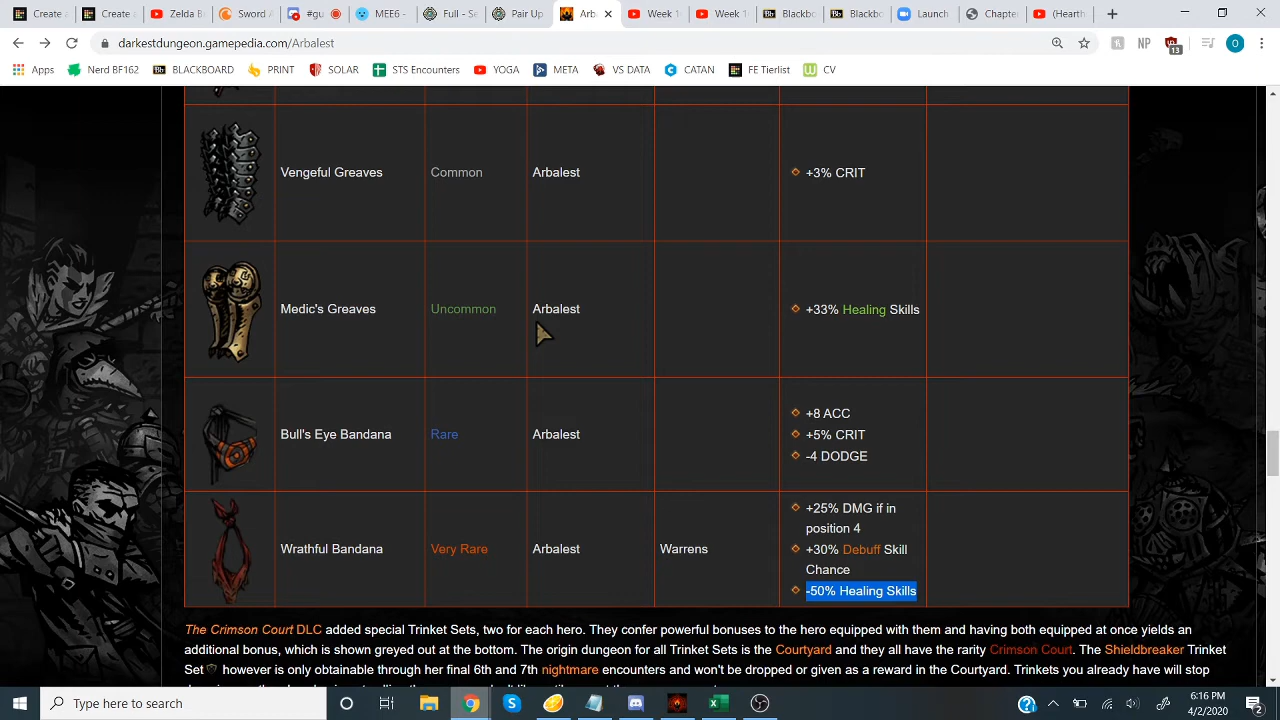 Create
Create a
Zelda B
Sword A
#gu
MEE6 -
- Se
Pit Up
Arb
Week 1
Week 1
Blackb
Blackb
Launch
Chapte
(Hearth
darkestdungeon.gamepedia.com/Arbalest
NP
13
O
Apps
Nerd BF162
BLACKBOARD
PRINT
SOLAR
STS Encounters
YOGA
META
VS DATA
CATAN
FE Tierlist
CV
Vengeful Greaves
Common
Arbalest
+3% CRIT
Medic's Greaves
Uncommon
Arbalest
+33% Healing Skills
Bull's Eye Bandana
Rare
Arbalest
+8 ACC
+5% CRIT
-4 DODGE
Wrathful Bandana
Very Rare
Arbalest
Warrens
+25% DMG if in
position 4
+30% Debuff Skill
Chance
-50% Healing Skills
The Crimson Court DLC added special Trinket Sets, two for each hero. They confer powerful bonuses to the hero equipped with them and having both equipped at once yields an
additional bonus, which is shown greyed out at the bottom. The origin dungeon for all Trinket Sets is the Courtyard and they all have the rarity Crimson Court. The Shieldbreaker Trinket
Set however is only obtainable through her final 6th and 7th nightmare encounters and won't be dropped or given as a reward in the Courtyard. Trinkets you already have will stop
Type here to search
6:16 PM
4/2/2020
2